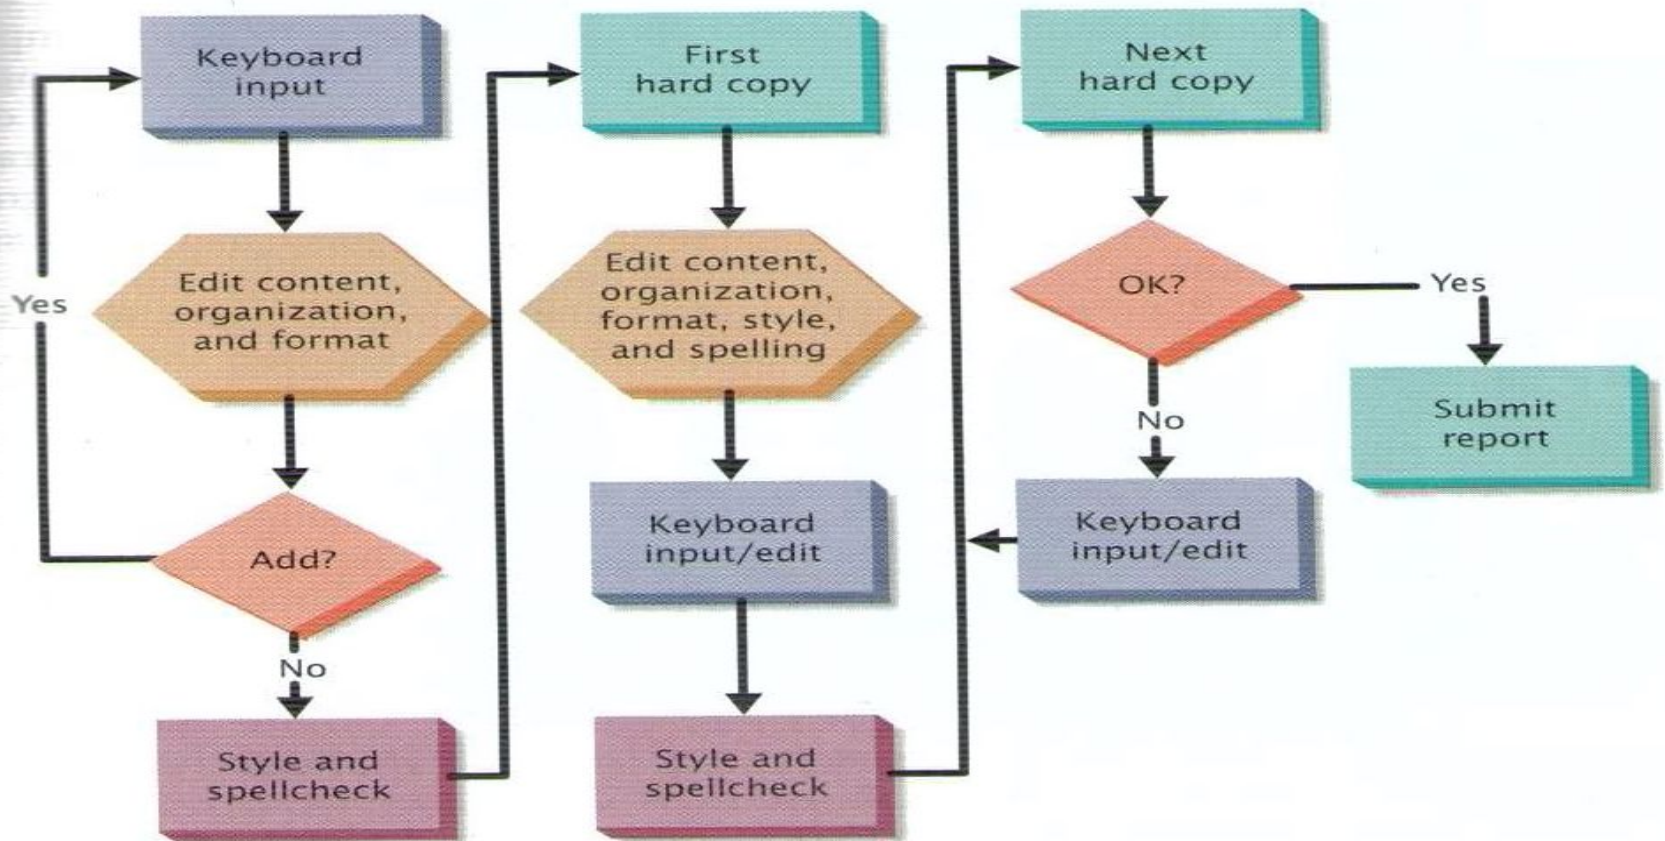 Keyboard
input
Edit content,
organization,
and format
Add?
Yes
No
Style and
spellcheck
First
hard copy
Edit content,
organization,
format, style,
and spelling
Keyboard
input/edit
Style and
spellcheck
Next
hard copy
OK?
Yes
No
Keyboard
input/edit
Submit
report